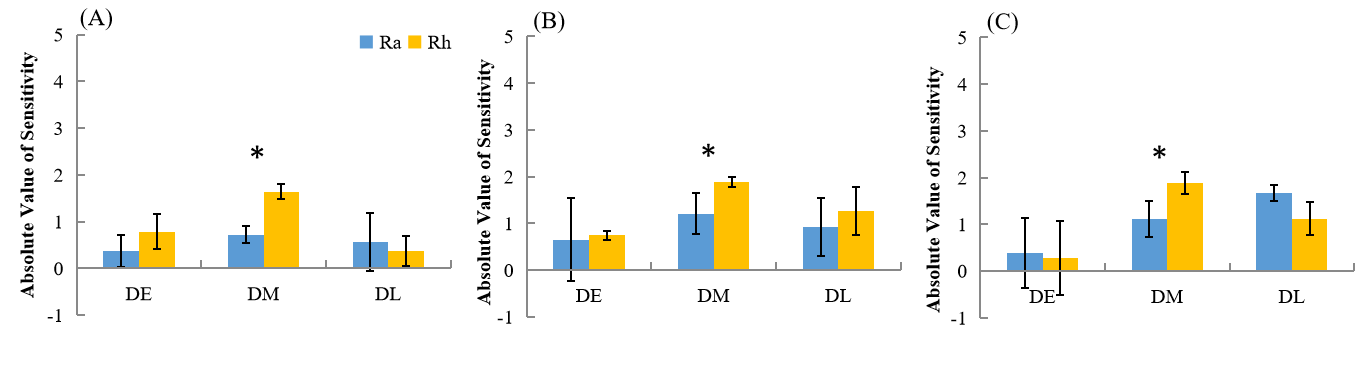 (A)
Absolute Value of Sensitivity
5
4
3
2
1
0
-1
Ra Rh
*
DE DM DL
(B)
Absolute Value of Sensitivity
5
4
3
2
1
0
-1
*
DE DM DL
(C)
Absolute Value of Sensitivity
5
4
3
2
1
0
-1
*
DE DM DL